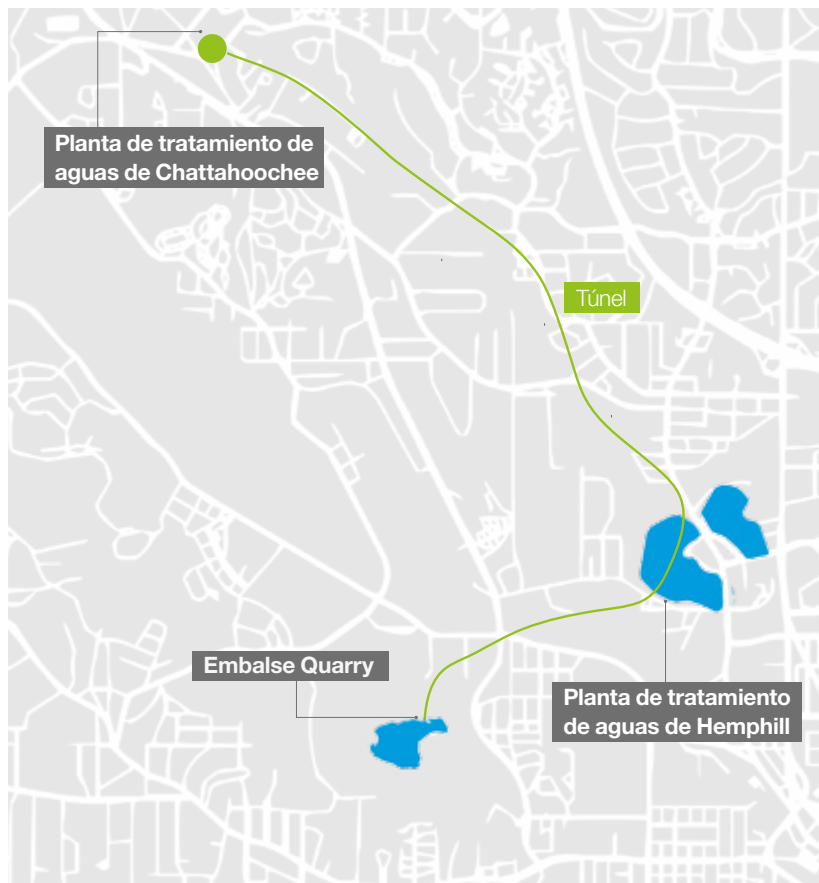 Planta de tratamiento de
aguas de Chattahoochee
Túnel
Embalse Quarry
Planta de tratamiento
de aguas de Hemphill